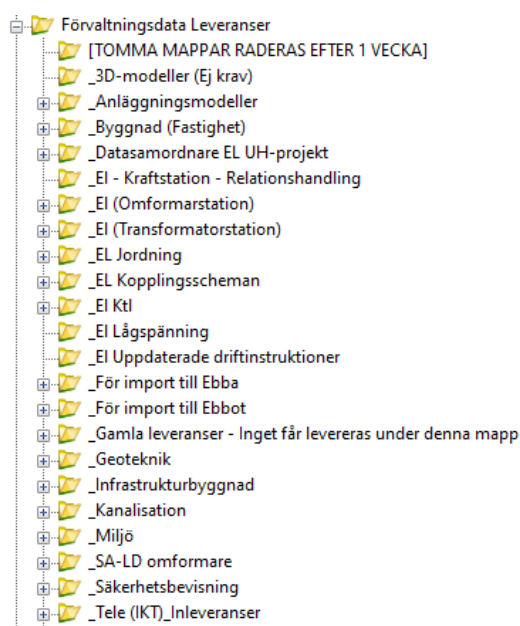 Förvaltningsdata Leveranser
[TOMMA MAPPAR RADERAS EFTER 1 VECKA]
_3D-modeller (Ej krav)
_Anläggningsmodeller
_Byggnad (Fastighet)
_Datasamordnare EL UH-projekt
_El - Kraftstation - Relationshandling
_El (Omformarstation)
_El (Transformatorstation)
_EL Jordning
_EL Kopplingsscheman
_El Ktl
_El Lågspänning
_El Uppdaterade driftinstruktioner
_För import till Ebba
_För import till Ebbot
_Gamla leveranser - Inget får levereras under denna mapp
_Geoteknik
_Infrastrukturbyggnad
_Kanalisation
_Miljö
_SA-LD omformare
_Säkerhetsbevisning
_Tele (IKT)_Inleveranser